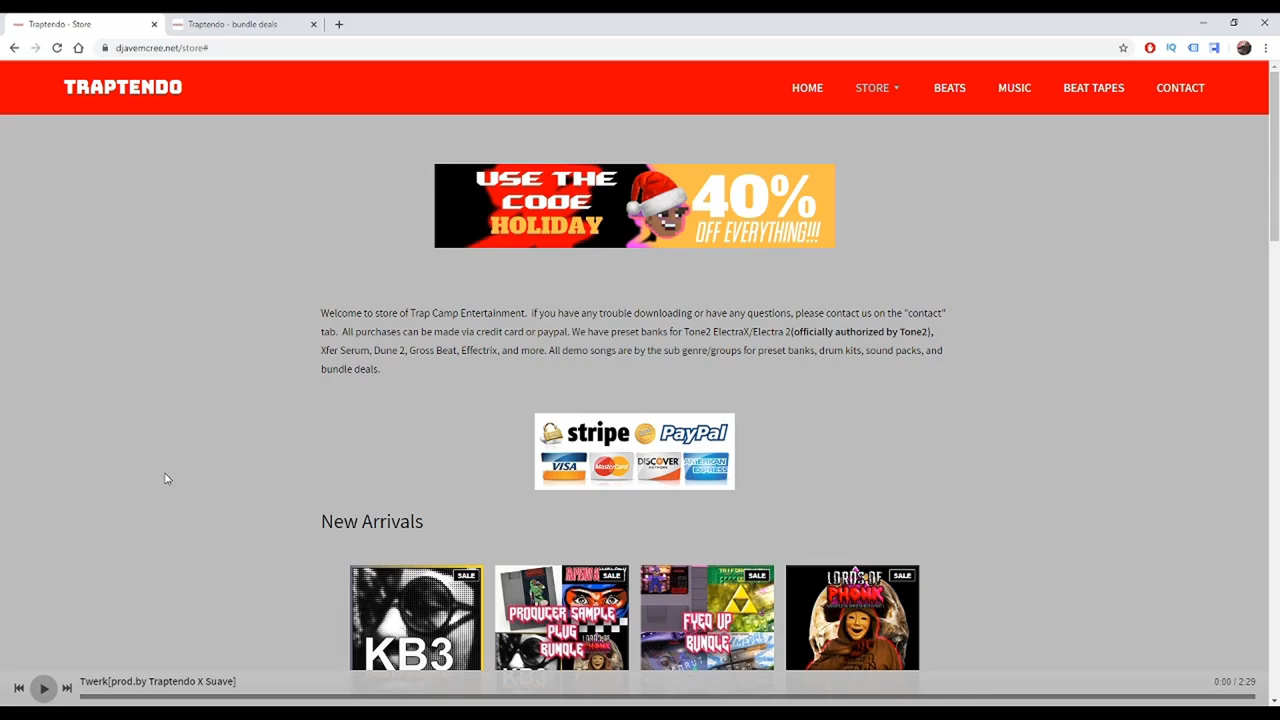 Traptendo - Store
Traptendo - bundle deals
djavemcree.net/store#
TRAPTENDO
HOME
STORE
BEATS
MUSIC
BEAT TAPES
CONTACT
USE THE
CODE
HOLIDAY
40%
OFF EVERYTHING!!!
Welcome to store of Trap Camp Entertainment. If you have any trouble downloading or have any questions, please contact us on the "contact"
tab. All purchases can be made via credit card or paypal. We have preset banks for Tone2 ElectraX/Electra 2(officially authorized by Tone2),
Xfer Serum, Dune 2, Gross Beat, Effectrix, and more. All demo songs are by the sub genre/groups for preset banks, drum kits, sound packs, and
bundle deals.
stripe
PayPal
VISA
MasterCard
DISCOVER
NETWORK
AMERICAN
EXPRESS
New Arrivals
SALE
KB3
SALE
PRODUCER SAMPLE
PLUG
BUNDLE
SALE
FYEO UP
BUNDLE
SALE
LORDS OF
PHONK
Twerk[prod.by Traptendo X Suave]
0:00 / 2:29